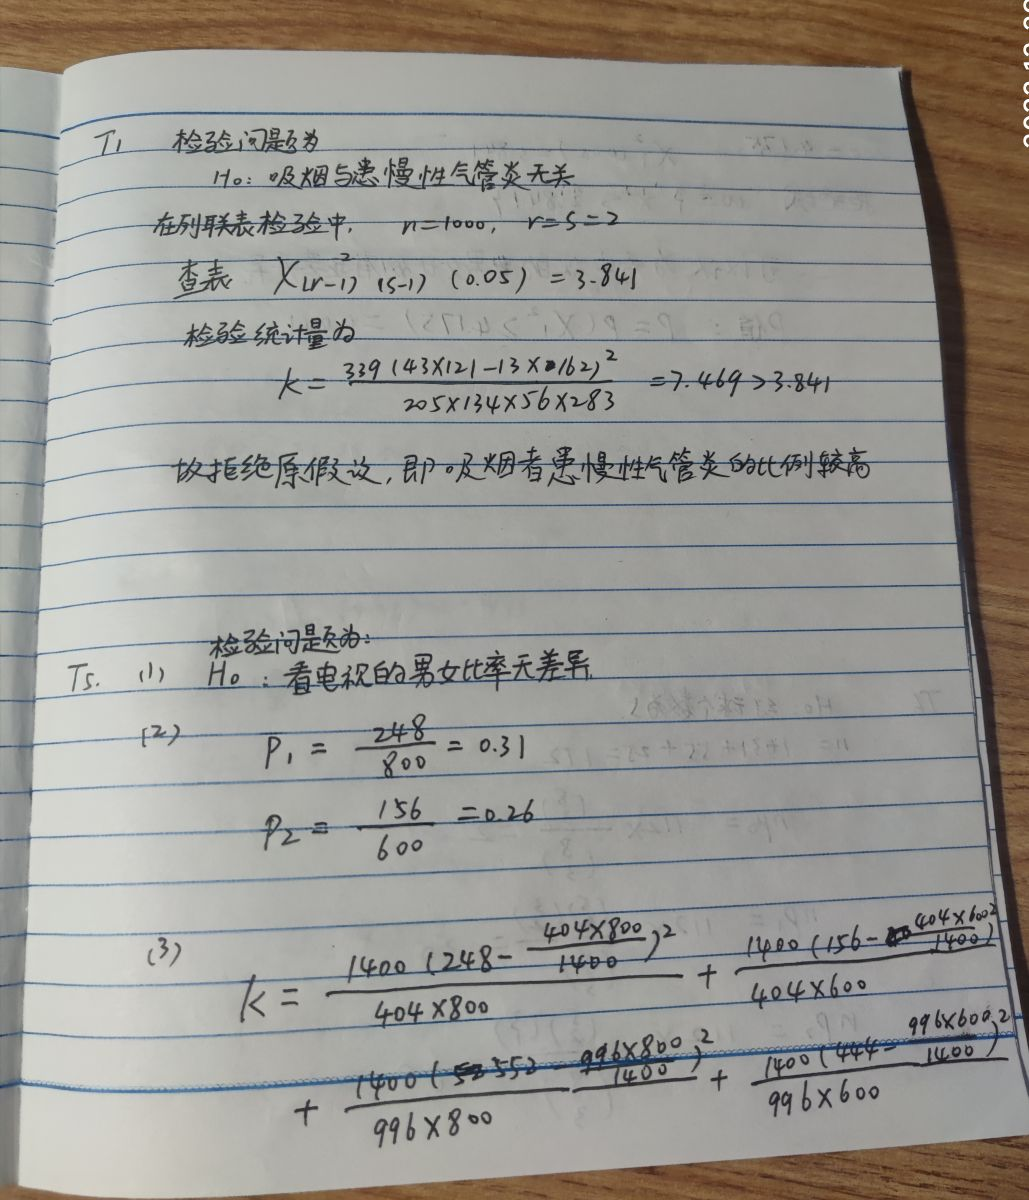 T1 检验问题为
H0: 吸烟与患慢性气管炎无关
在列联表检验中, n=1000, r=s=2
查表 X²(r-1)(s-1) (0.05) = 3.841
检验统计量为
k = 339(43×121-13×162)² / 205×134×56×283 = 7.469 > 3.841
故拒绝原假设,即吸烟者患慢性气管炎的比例较高
检验问题为:
T5. (1) H0: 看电视的男女比率无差异.
(2) P1 = 248/800 = 0.31
P2 = 156/600 = 0.26
(3) k = 1400(248 - 404×800/1400)² / 404×800 + 1400(156 - 404×600/1400)² / 404×600
+ 1400(552 - 996×800/1400)² / 996×800 + 1400(444 - 996×600/1400)² / 996×600